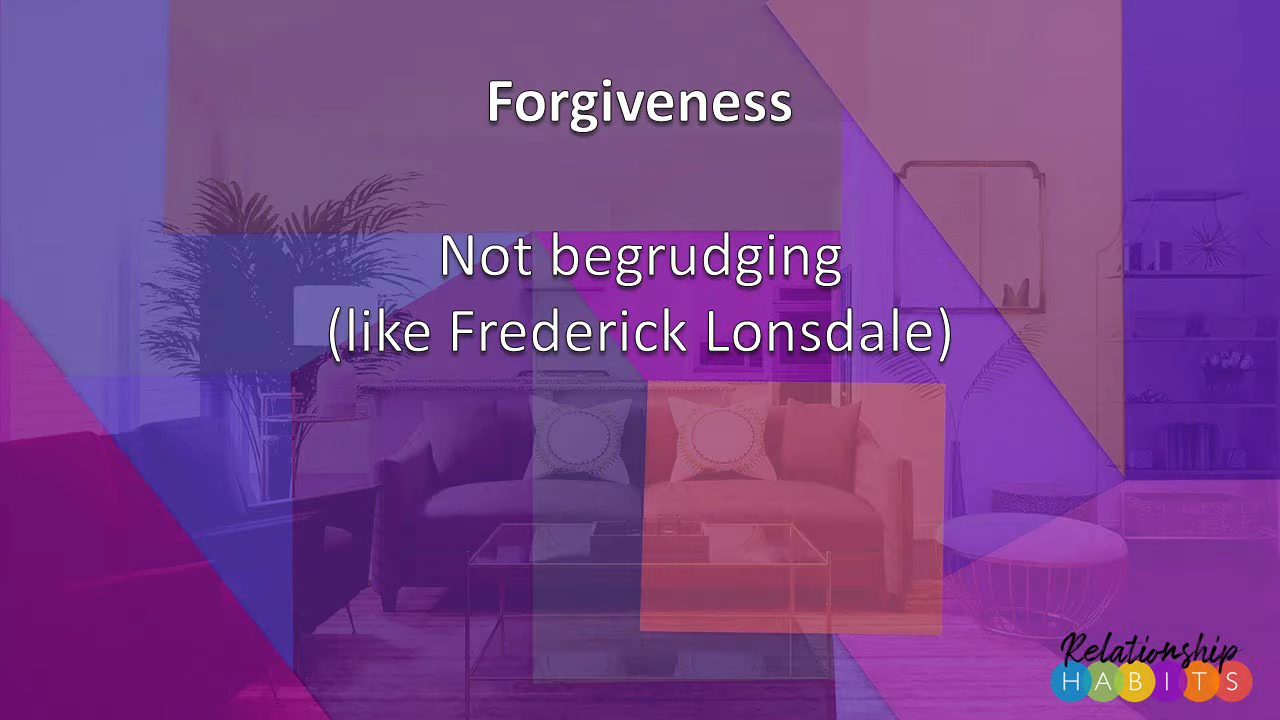 Forgiveness
Not begrudging
(like Frederick Lonsdale)
Relationship
HABITS